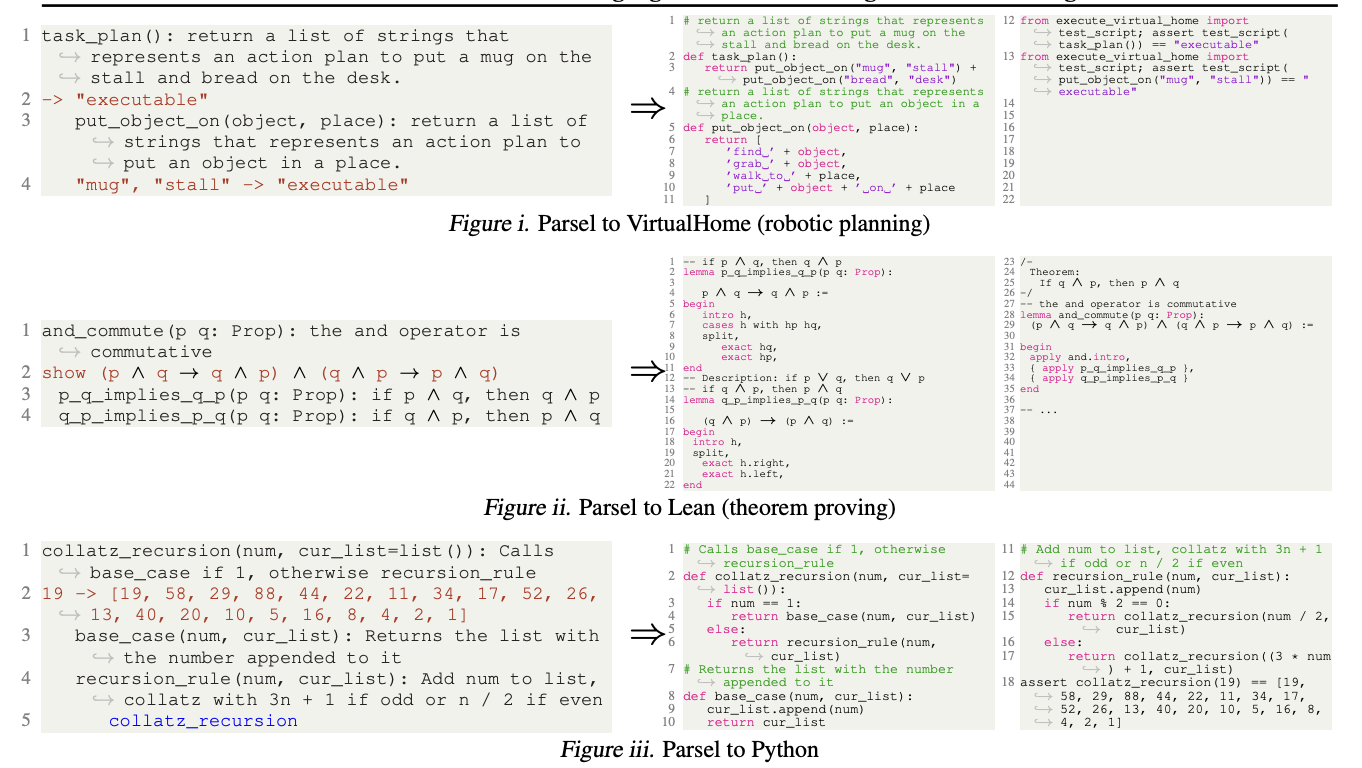 1 task_plan(): return a list of strings that
↪ represents an action plan to put a mug on the
↪ stall and bread on the desk.
2 -> "executable"
3 put_object_on(object, place): return a list of
↪ strings that represents an action plan to
↪ put an object in a place.
4 "mug", "stall" -> "executable"
⇒
1 # return a list of strings that represents
↪ an action plan to put a mug on the
↪ stall and bread on the desk.
2 def task_plan():
3 return put_object_on("mug", "stall") +
↪ put_object_on("bread", "desk")
4 # return a list of strings that represents
↪ an action plan to put an object in a
↪ place.
5 def put_object_on(object, place):
6 return [
7 'find␣' + object,
8 'grab␣' + object,
9 'walk␣to␣' + place,
10 'put␣' + object + '␣on␣' + place
11 ]
12 from execute_virtual_home import
↪ test_script; assert test_script(
↪ task_plan()) == "executable"
13 from execute_virtual_home import
↪ test_script; assert test_script(
↪ put_object_on("mug", "stall")) == "
↪ executable"
14
15
16
17
18
19
20
21
22
Figure i. Parsel to VirtualHome (robotic planning)
1 and_commute(p q: Prop): the and operator is
↪ commutative
2 show (p ∧ q → q ∧ p) ∧ (q ∧ p → p ∧ q)
3 p_q_implies_q_p(p q: Prop): if p ∧ q, then q ∧ p
4 q_p_implies_p_q(p q: Prop): if q ∧ p, then p ∧ q
⇒
1 -- if p ∧ q, then q ∧ p
2 lemma p_q_implies_q_p(p q: Prop):
3
4 p ∧ q → q ∧ p :=
5 begin
6 intro h,
7 cases h with hp hq,
8 split,
9 exact hq,
10 exact hp,
11 end
12 -- Description: if p ∨ q, then q ∨ p
13 -- if q ∧ p, then p ∧ q
14 lemma q_p_implies_p_q(p q: Prop):
15
16 (q ∧ p) → (p ∧ q) :=
17 begin
18 intro h,
19 split,
20 exact h.right,
21 exact h.left,
22 end
23 /-
24 Theorem:
25 If q ∧ p, then p ∧ q
26 -/
27 -- the and operator is commutative
28 lemma and_commute(p q: Prop):
29 (p ∧ q → q ∧ p) ∧ (q ∧ p → p ∧ q) :=
30
31 begin
32 apply and.intro,
33 { apply p_q_implies_q_p },
34 { apply q_p_implies_p_q }
35 end
36
37 -- ...
38
39
40
41
42
43
44
Figure ii. Parsel to Lean (theorem proving)
1 collatz_recursion(num, cur_list=list()): Calls
↪ base_case if 1, otherwise recursion_rule
2 19 -> [19, 58, 29, 88, 44, 22, 11, 34, 17, 52, 26,
↪ 13, 40, 20, 10, 5, 16, 8, 4, 2, 1]
3 base_case(num, cur_list): Returns the list with
↪ the number appended to it
4 recursion_rule(num, cur_list): Add num to list,
↪ collatz with 3n + 1 if odd or n / 2 if even
5 collatz_recursion
⇒
1 # Calls base_case if 1, otherwise
↪ recursion_rule
2 def collatz_recursion(num, cur_list=
↪ list()):
3 if num == 1:
4 return base_case(num, cur_list)
5 else:
6 return recursion_rule(num,
↪ cur_list)
7 # Returns the list with the number
↪ appended to it
8 def base_case(num, cur_list):
9 cur_list.append(num)
10 return cur_list
11 # Add num to list, collatz with 3n + 1
↪ if odd or n / 2 if even
12 def recursion_rule(num, cur_list):
13 cur_list.append(num)
14 if num % 2 == 0:
15 return collatz_recursion(num / 2,
↪ cur_list)
16 else:
17 return collatz_recursion((3 * num
↪ ) + 1, cur_list)
18 assert collatz_recursion(19) == [19,
↪ 58, 29, 88, 44, 22, 11, 34, 17,
↪ 52, 26, 13, 40, 20, 10, 5, 16, 8,
↪ 4, 2, 1]
Figure iii. Parsel to Python